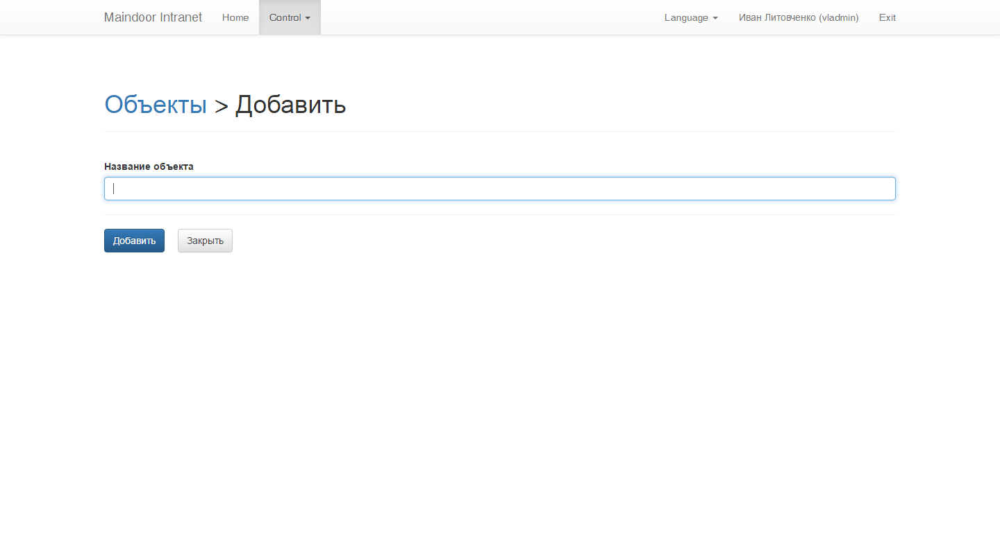 Maindoor Intranet Home Control Language Иван Литовченко (vladmin) Exit
Объекты > Добавить
Название объекта
Добавить Закрыть